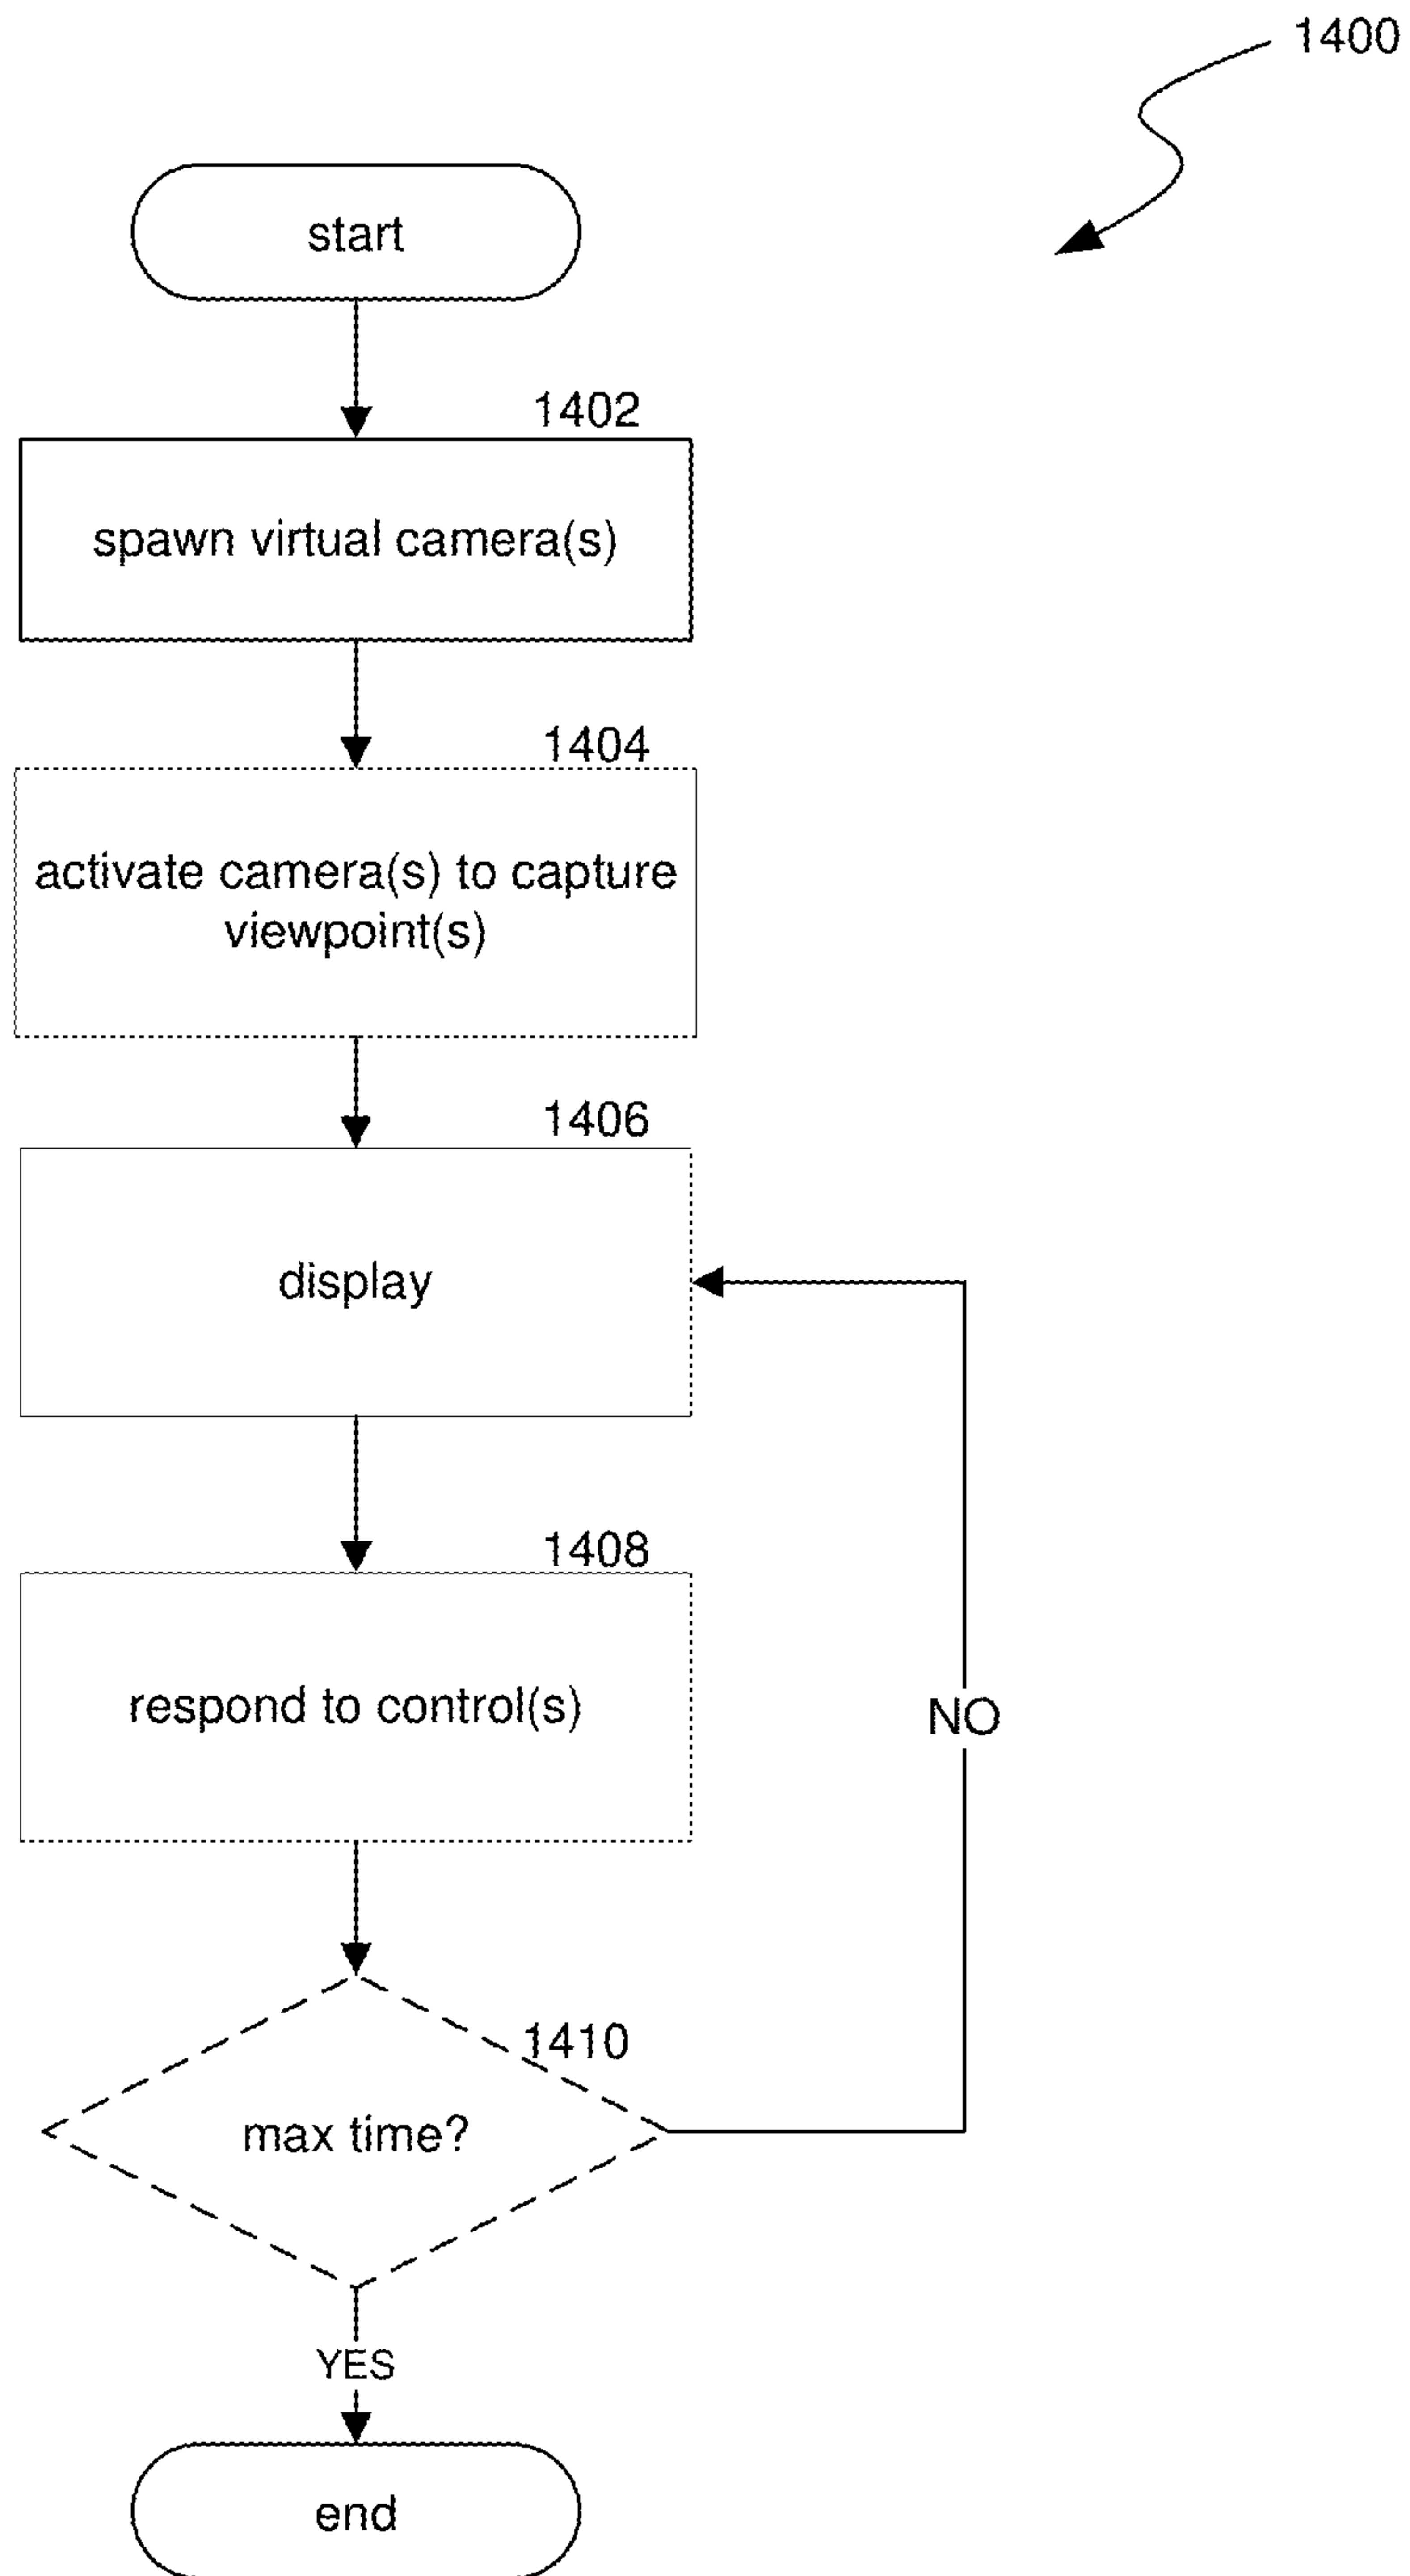 1400
start
1402
spawn virtual camera(s)
1404
activate camera(s) to capture
viewpoint(s)
1406
display
1408
respond to control(s)
NO
1410
max time?
YES
end